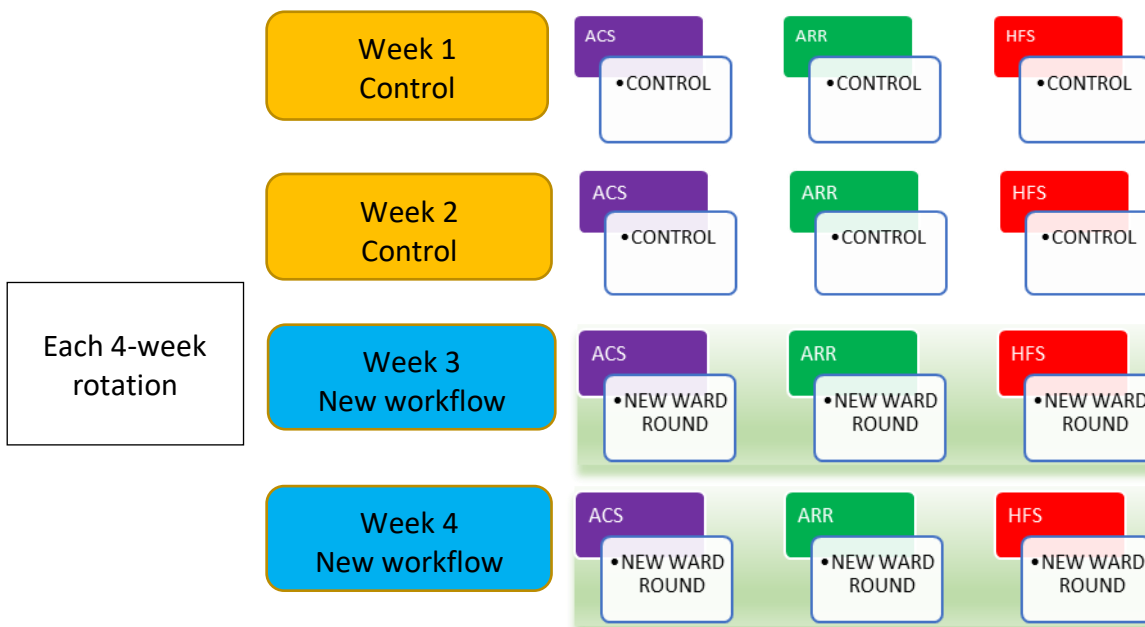 Week 1
Control
ACS
•CONTROL
ARR
•CONTROL
HFS
•CONTROL
Week 2
Control
ACS
•CONTROL
ARR
•CONTROL
HFS
•CONTROL
Each 4-week
rotation
Week 3
New workflow
ACS
•NEW WARD
ROUND
ARR
•NEW WARD
ROUND
HFS
•NEW WARD
ROUND
Week 4
New workflow
ACS
•NEW WARD
ROUND
ARR
•NEW WARD
ROUND
HFS
•NEW WARD
ROUND